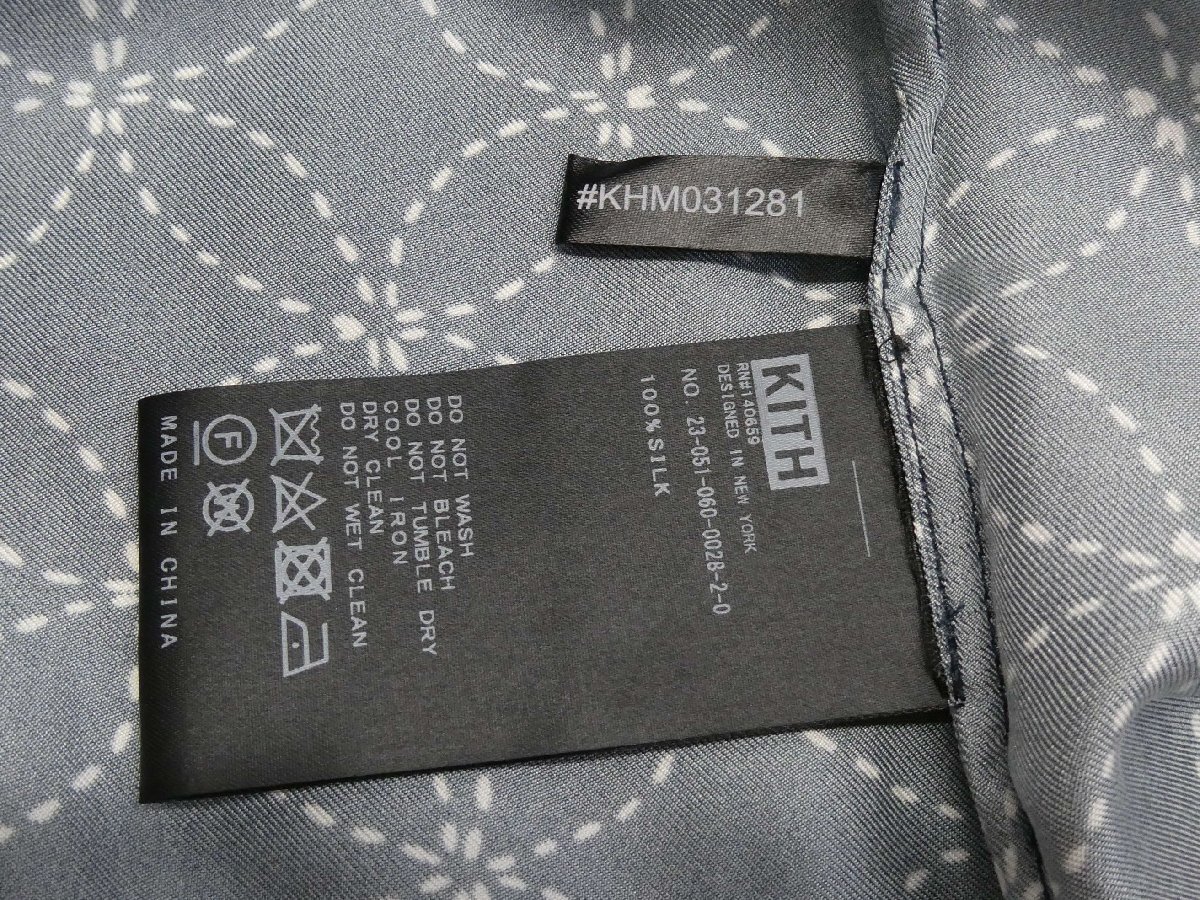 #KHM031281
KITH
RN#140659
DESIGNED IN NEW YORK
NO. 23-051-060-0028-2-0
100%SILK
DO NOT WASH
DO NOT BLEACH
DO NOT TUMBLE DRY
COOL IRON
DRY CLEAN
DO NOT WET CLEAN
F
MADE IN CHINA